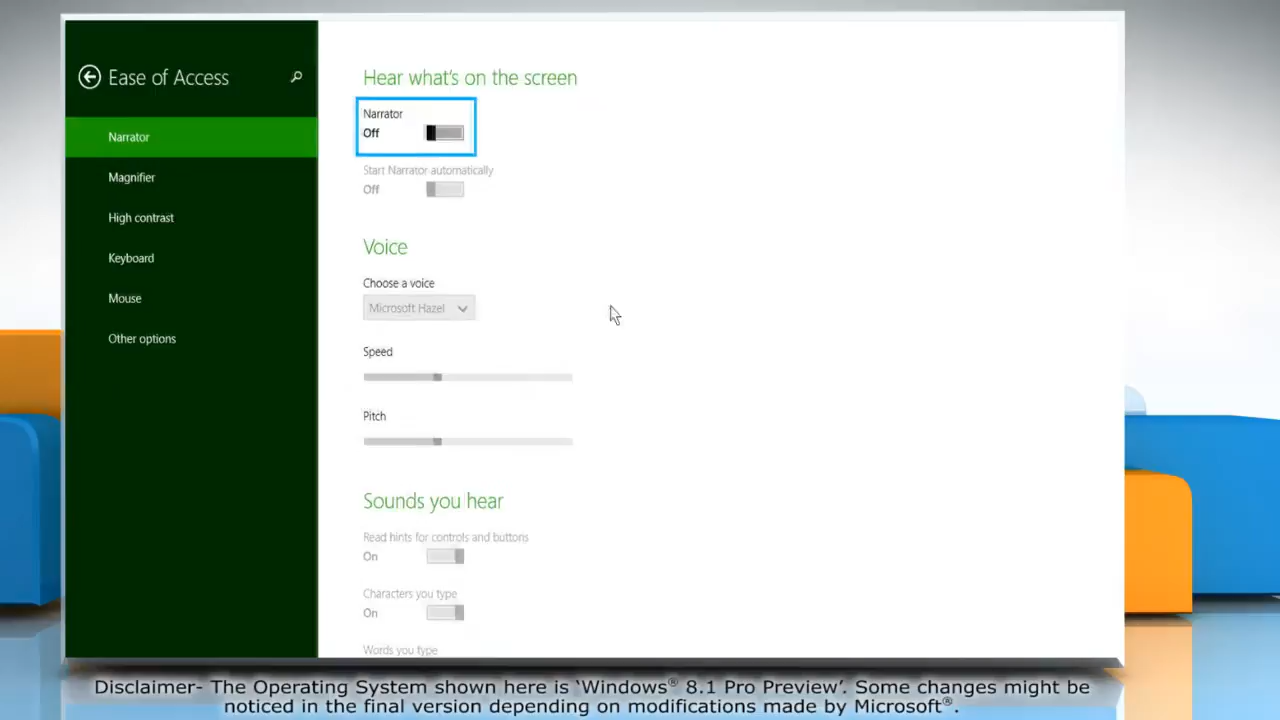 Ease of Access
Narrator
Magnifier
High contrast
Keyboard
Mouse
Other options
Hear what's on the screen
Narrator
Off
Start Narrator automatically
Off
Voice
Choose a voice
Microsoft Hazel
Speed
Pitch
Sounds you hear
Read hints for controls and buttons
On
Characters you type
On
Words you type
Disclaimer- The Operating System shown here is ‘Windows® 8.1 Pro Preview’. Some changes might be
noticed in the final version depending on modifications made by Microsoft®.